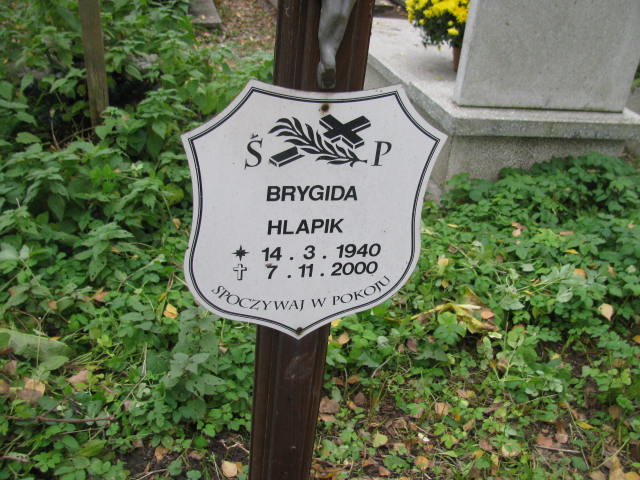 Ś P
BRYGIDA
HLAPIK
14 . 3 . 1940
7 . 11 . 2000
SPOCZYWAJ W POKOJU